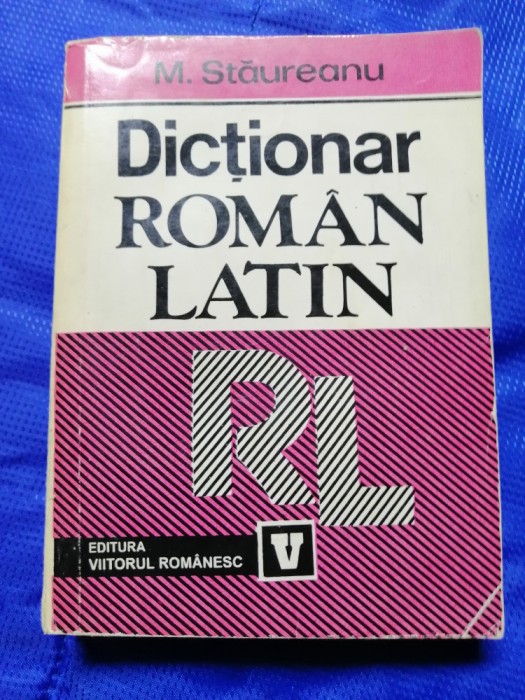 M. Stăureanu
Dicționar
ROMÂN
LATIN
RL
EDITURA
VIITORUL ROMÂNESC
V